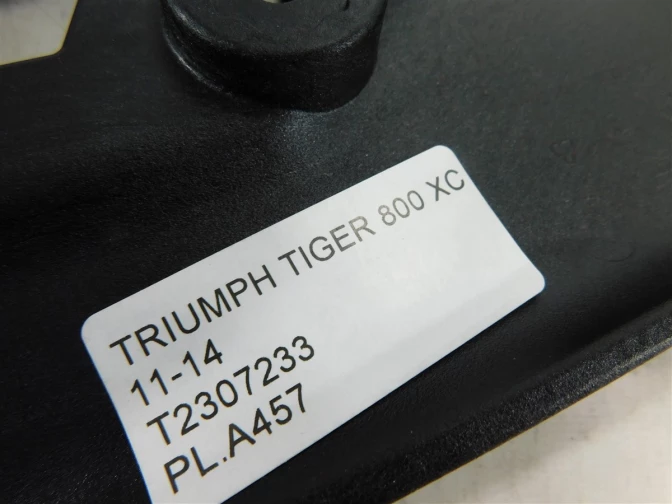 TRIUMPH TIGER 800 XC
11-14
T2307233
PL.A457